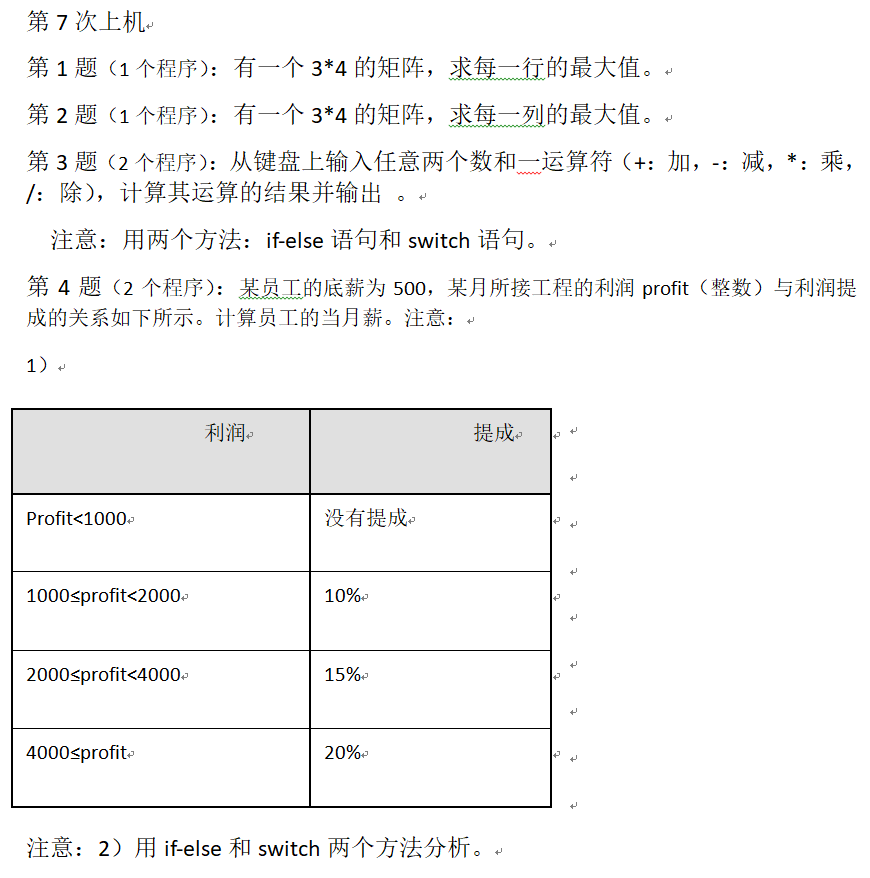 第 7 次上机
第 1 题（1 个程序）：有一个 3*4 的矩阵，求每一行的最大值。
第 2 题（1 个程序）：有一个 3*4 的矩阵，求每一列的最大值。
第 3 题（2 个程序）：从键盘上输入任意两个数和一运算符（+：加，-：减，*：乘，
/：除），计算其运算的结果并输出 。
注意：用两个方法：if-else 语句和 switch 语句。
第 4 题（2 个程序）：某员工的底薪为 500，某月所接工程的利润 profit（整数）与利润提
成的关系如下所示。计算员工的当月薪。注意：
1）
利润 提成
Profit<1000 没有提成
1000≤profit<2000 10%
2000≤profit<4000 15%
4000≤profit 20%
注意：2）用 if-else 和 switch 两个方法分析。